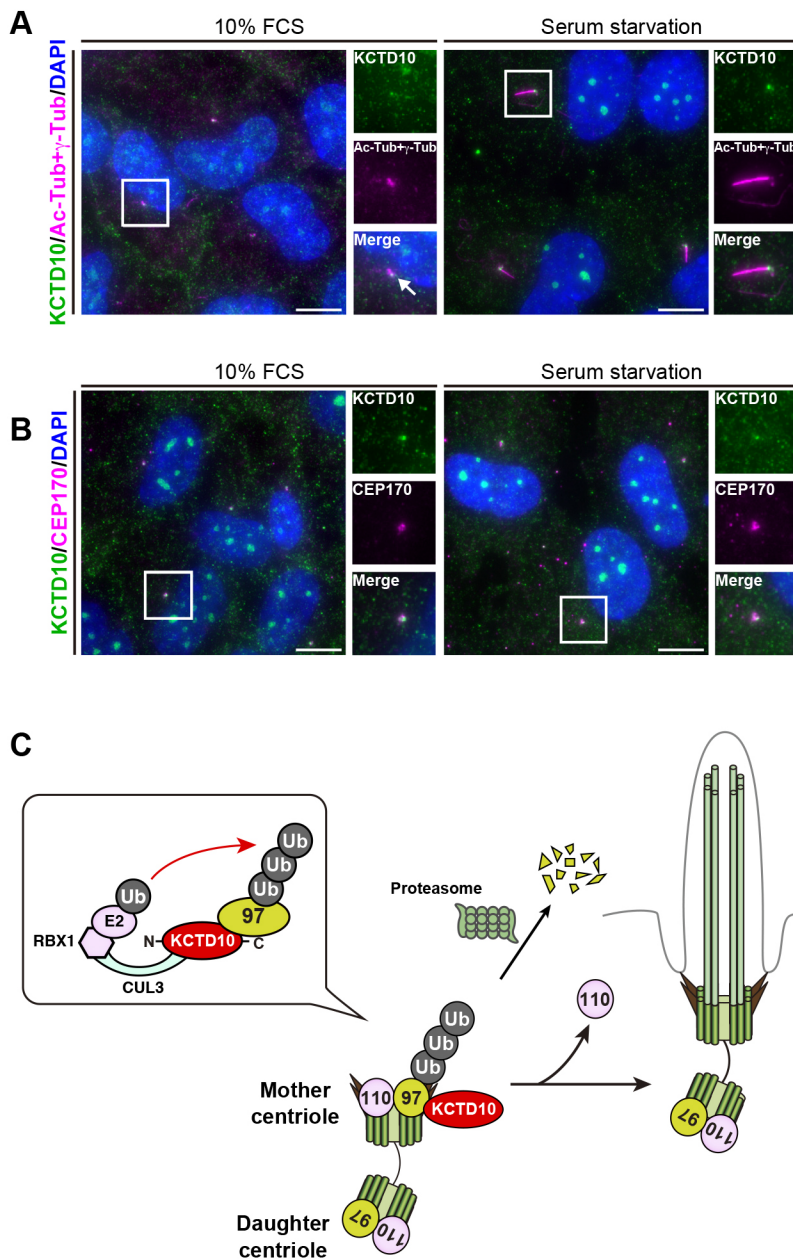 A
10% FCS
Serum starvation
KCTD10/Ac-Tub+γ-Tub/DAPI
KCTD10
Ac-Tub+γ-Tub
Merge
KCTD10
Ac-Tub+γ-Tub
Merge
10% FCS
Serum starvation
B
KCTD10/CEP170/DAPI
KCTD10
CEP170
Merge
KCTD10
CEP170
Merge
C
Ub
Ub
Ub
Ub
E2
97
RBX1
N
KCTD10
C
CUL3
Proteasome
110
Ub
Ub
Ub
Mother
centriole
110
97
KCTD10
97
110
Daughter
centriole
97
110